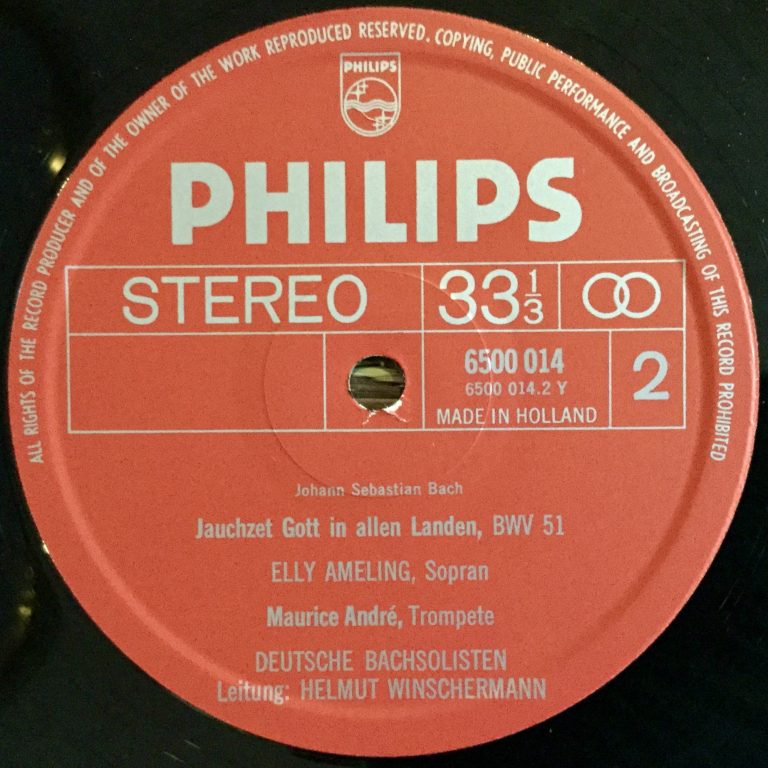 ALL RIGHTS OF THE RECORD PRODUCER AND OF THE OWNER OF THE WORK REPRODUCED RESERVED. COPYING, PUBLIC PERFORMANCE AND BROADCASTING OF THIS RECORD PROHIBITED
PHILIPS
PHILIPS
STEREO 33 1/3
6500 014
6500 014.2 Y
2
MADE IN HOLLAND
Johann Sebastian Bach
Jauchzet Gott in allen Landen, BWV 51
ELLY AMELING, Sopran
Maurice André, Trompete
DEUTSCHE BACHSOLISTEN
Leitung: HELMUT WINSCHERMANN